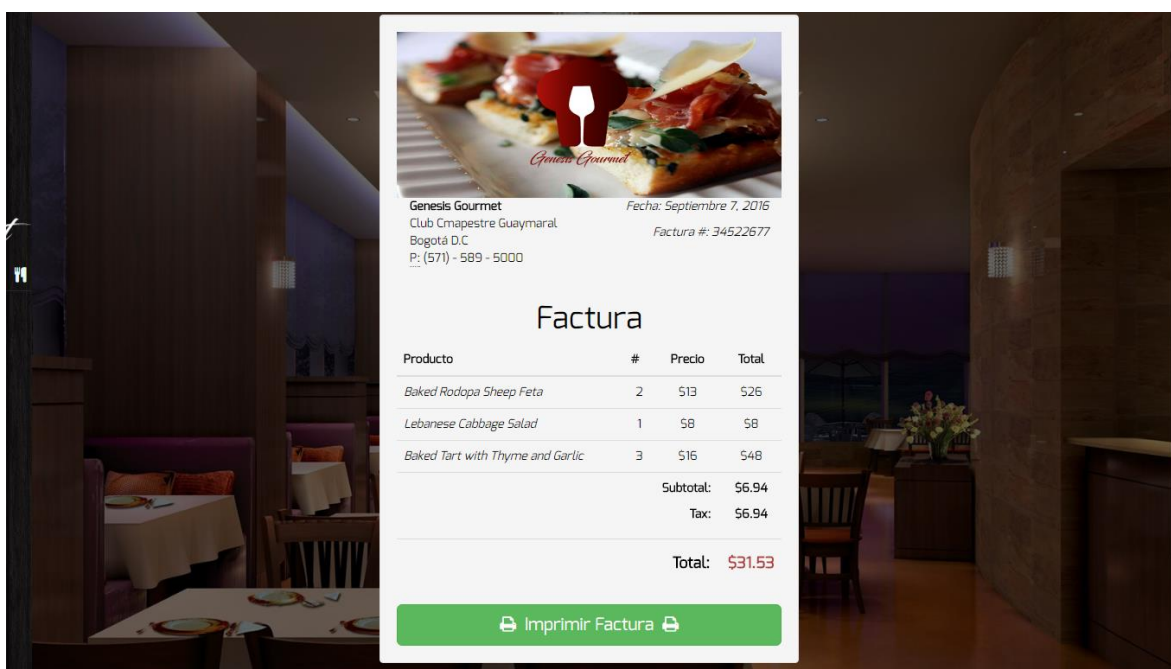 Genesis Gourmet
Genesis Gourmet
Club Cmapestre Guaymaral
Bogotá D.C
P: (571) - 589 - 5000
Fecha: Septiembre 7, 2016
Factura #: 34522677
Factura
Producto # Precio Total
Baked Rodopa Sheep Feta 2 $13 $26
Lebanese Cabbage Salad 1 $8 $8
Baked Tart with Thyme and Garlic 3 $16 $48
Subtotal: $6.94
Tax: $6.94
Total: $31.53
Imprimir Factura